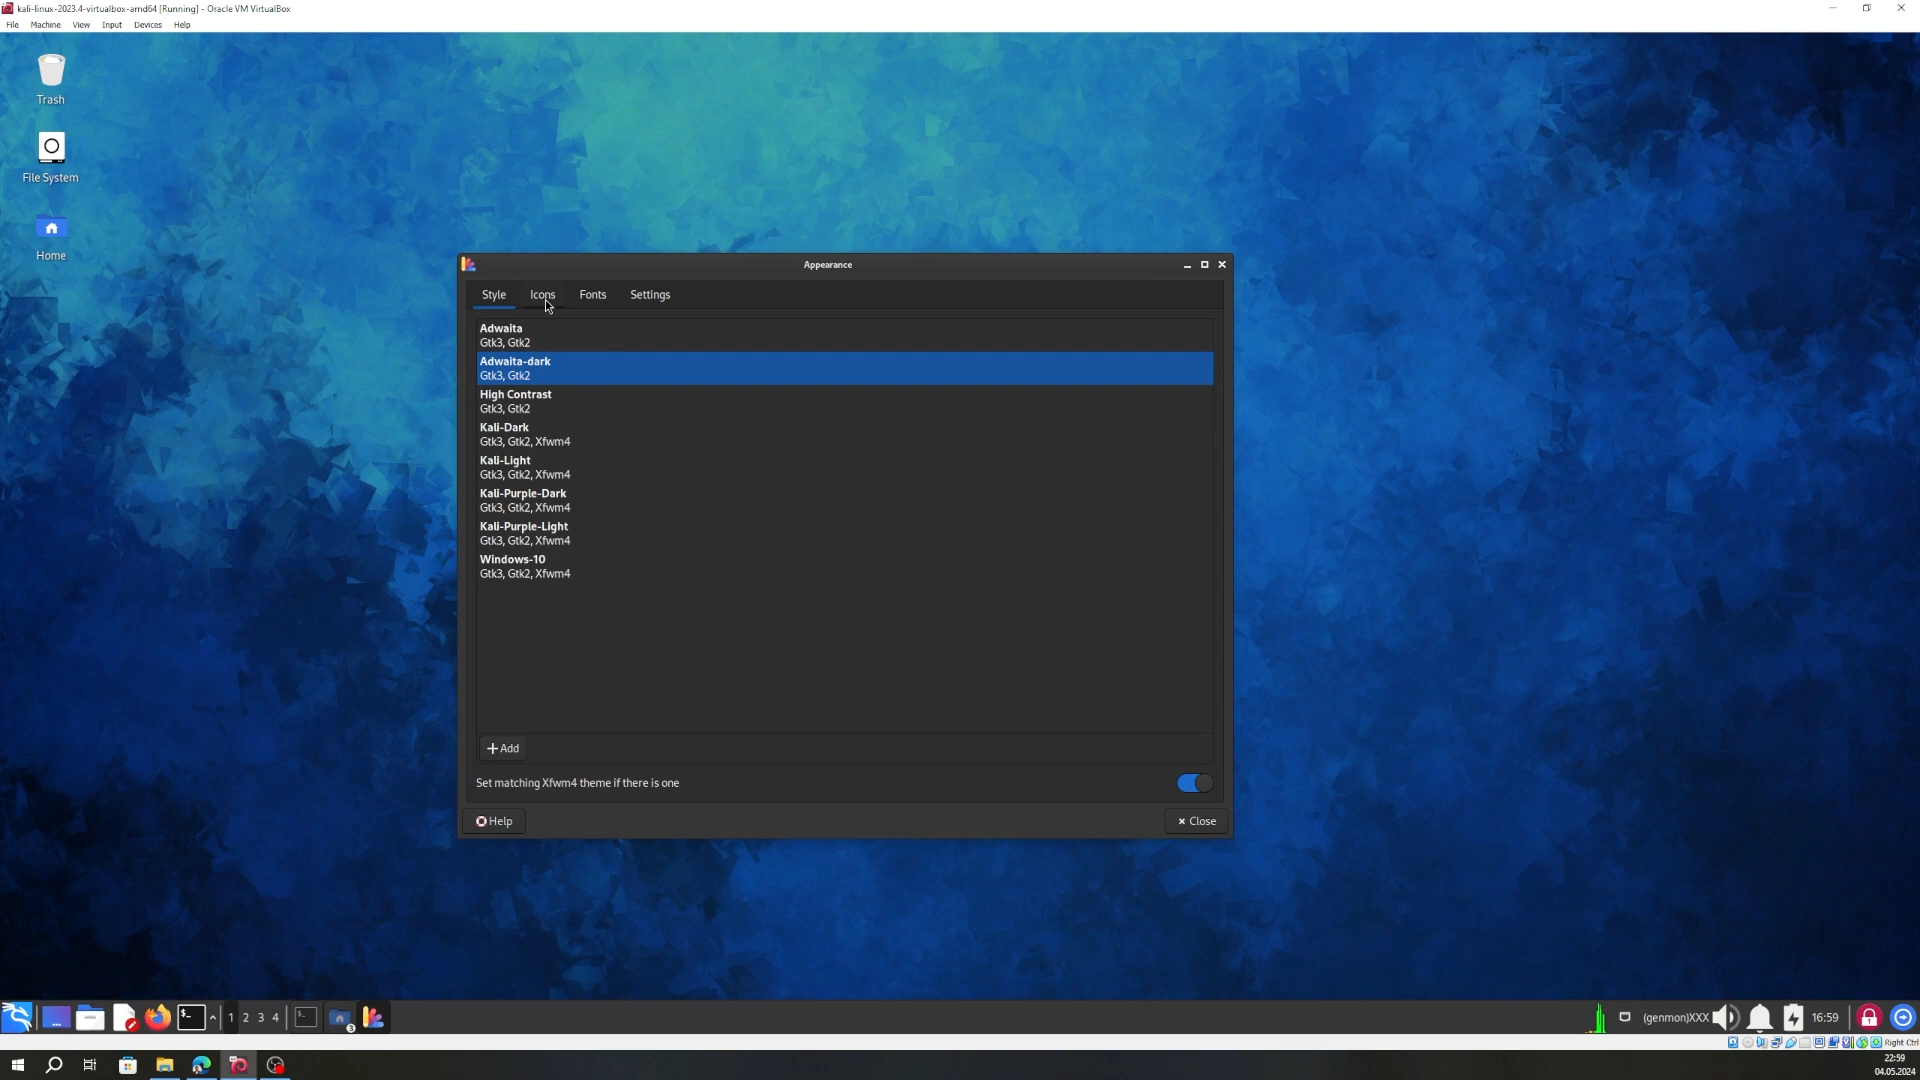 kali-linux-2023.4-virtualbox-amd64 [Running] - Oracle VM VirtualBox
File Machine View Input Devices Help
Trash
File System
Home
Appearance
Style Icons Fonts Settings
Adwaita
Gtk3, Gtk2
Adwaita-dark
Gtk3, Gtk2
High Contrast
Gtk3, Gtk2
Kali-Dark
Gtk3, Gtk2, Xfwm4
Kali-Light
Gtk3, Gtk2, Xfwm4
Kali-Purple-Dark
Gtk3, Gtk2, Xfwm4
Kali-Purple-Light
Gtk3, Gtk2, Xfwm4
Windows-10
Gtk3, Gtk2, Xfwm4
Add
Set matching Xfwm4 theme if there is one
Help Close
1 2 3 4 3 (genmon)XXX 16:59
Right Ctrl
22:59
04.05.2024